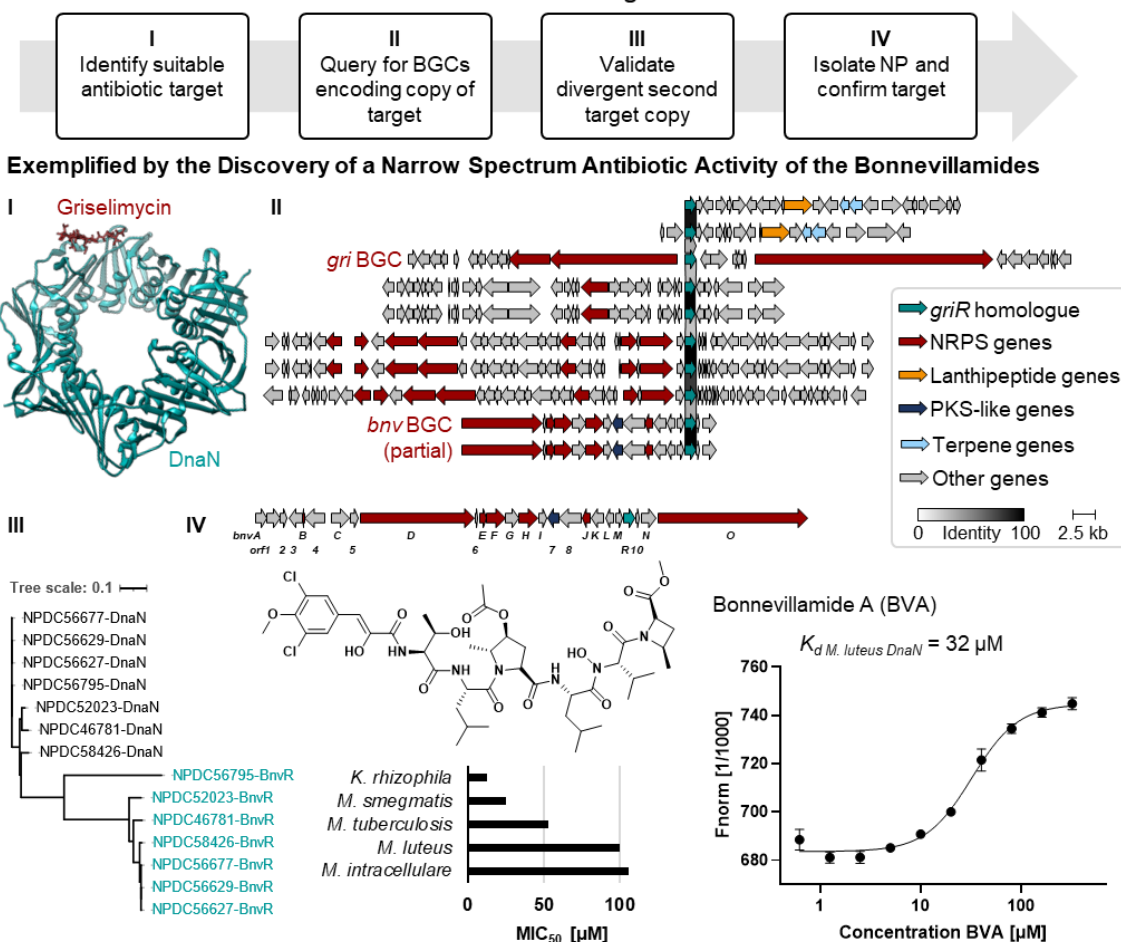 I
Identify suitable
antibiotic target
II
Query for BGCs
encoding copy of
target
III
Validate
divergent second
target copy
IV
Isolate NP and
confirm target
Exemplified by the Discovery of a Narrow Spectrum Antibiotic Activity of the Bonnevillamides
I
Griselimycin
DnaN
II
gri BGC
bnv BGC
(partial)
griR homologue
NRPS genes
Lanthipeptide genes
PKS-like genes
Terpene genes
Other genes
0 Identity 100
2.5 kb
III
Tree scale: 0.1
NPDC56677-DnaN
NPDC56629-DnaN
NPDC56627-DnaN
NPDC56795-DnaN
NPDC52023-DnaN
NPDC46781-DnaN
NPDC58426-DnaN
NPDC56795-BnvR
NPDC52023-BnvR
NPDC46781-BnvR
NPDC58426-BnvR
NPDC56677-BnvR
NPDC56629-BnvR
NPDC56627-BnvR
IV
bnvA B C D E F G H I J K L M N O
orf1 2 3 4 5 6 7 8 R 10
Cl
O
Cl
OH
O
HN
OH
O
HN
O
N
O
O
O
H
N
O
HO
N
O
N
O
O
K. rhizophila
M. smegmatis
M. tuberculosis
M. luteus
M. intracellulare
0 50 100
MIC50 [µM]
Bonnevillamide A (BVA)
Kd M. luteus DnaN = 32 µM
Fnorm [1/1000]
760
740
720
700
680
1 10 100
Concentration BVA [µM]